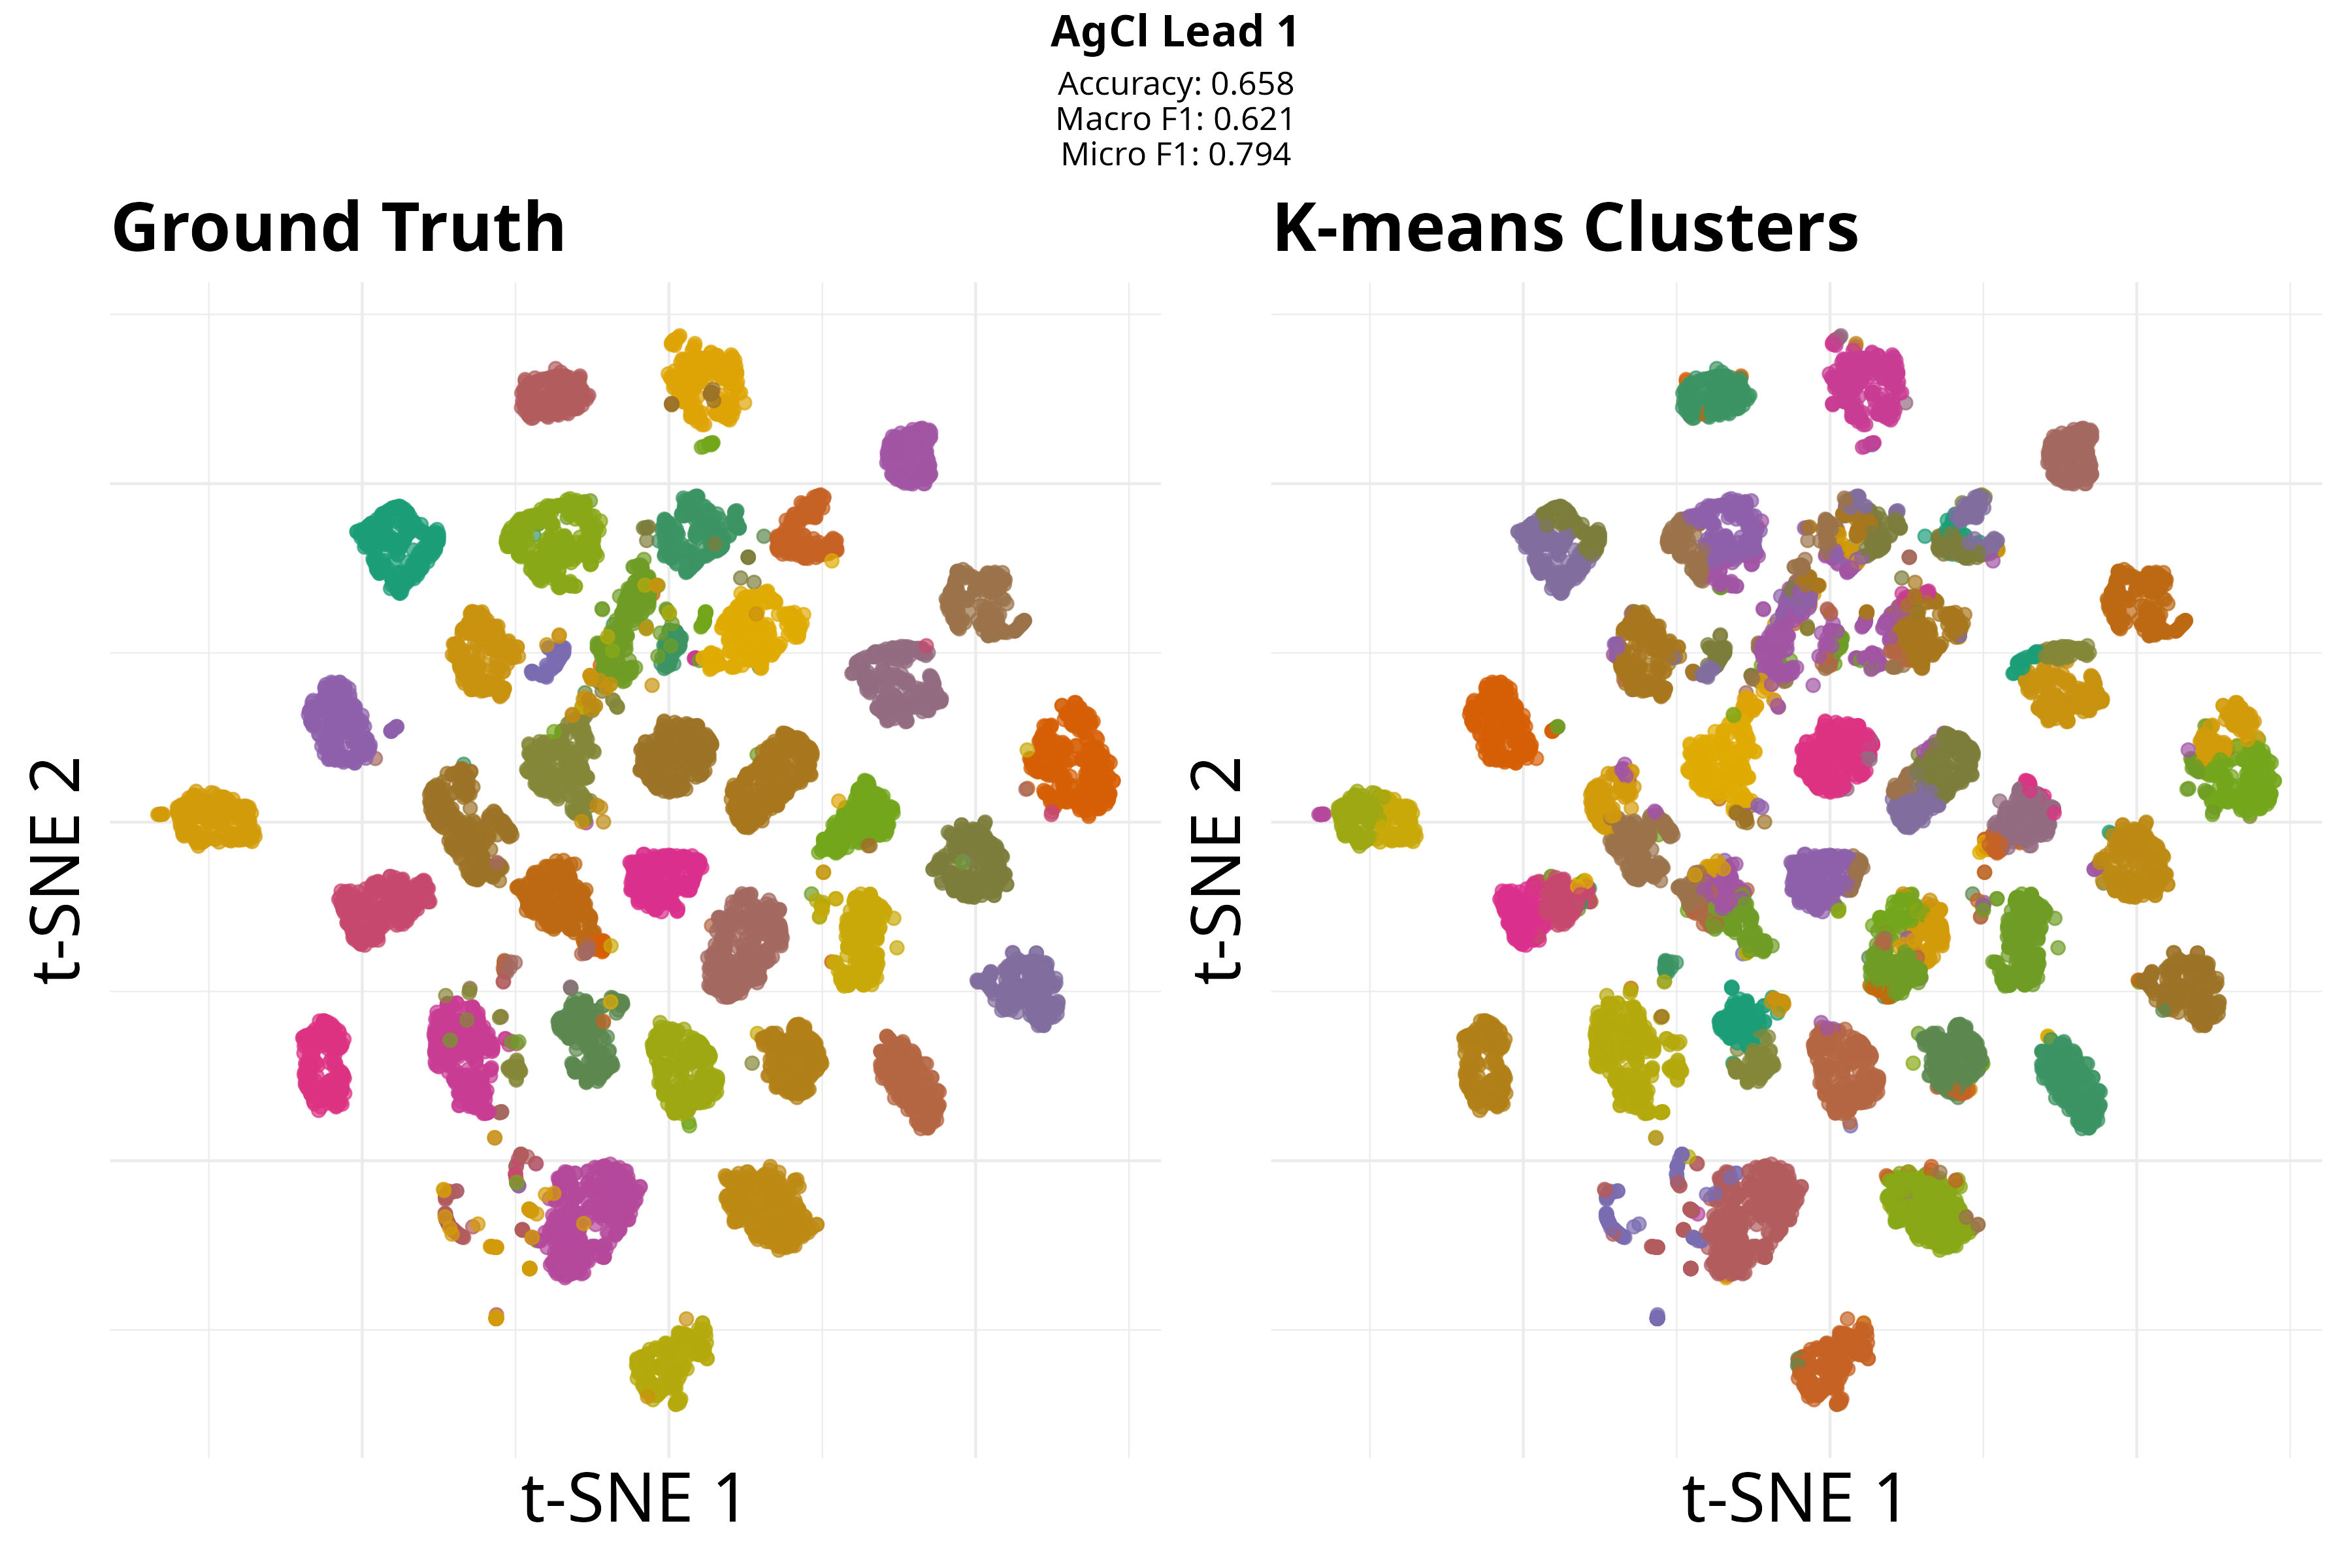 AgCl Lead 1
Accuracy: 0.658
Macro F1: 0.621
Micro F1: 0.794
Ground Truth
K-means Clusters
t-SNE 2
t-SNE 2
t-SNE 1
t-SNE 1